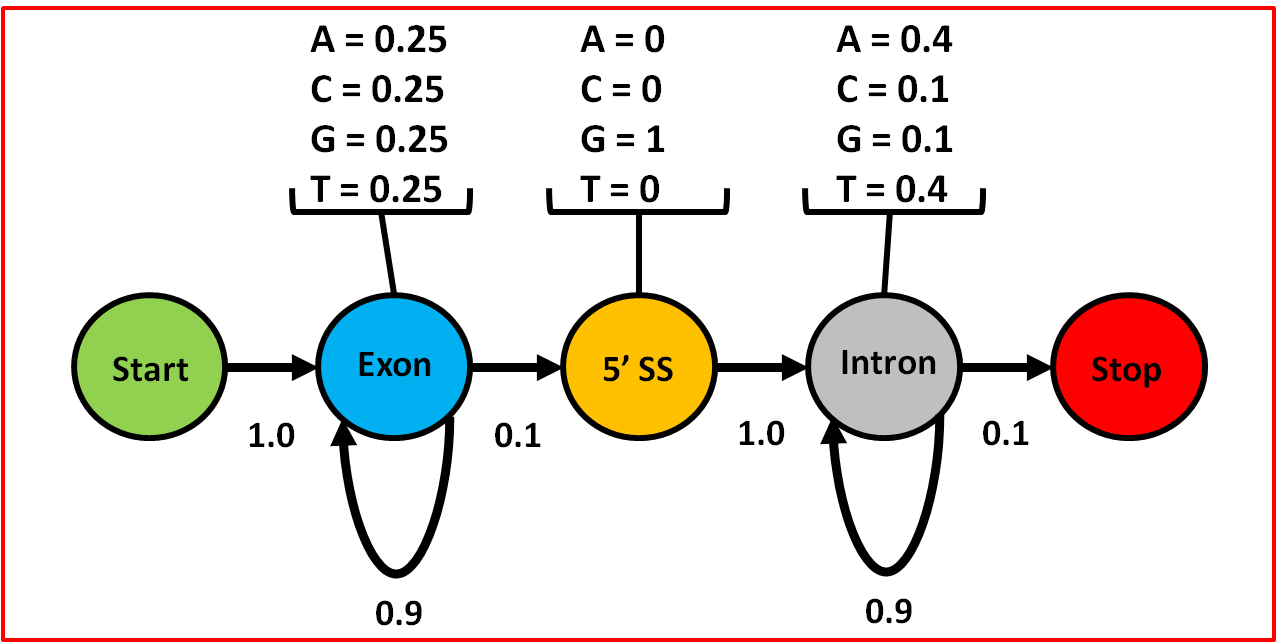 A = 0.25
C = 0.25
G = 0.25
T = 0.25
A = 0
C = 0
G = 1
T = 0
A = 0.4
C = 0.1
G = 0.1
T = 0.4
Start
Exon
5’ SS
Intron
Stop
1.0
0.1
1.0
0.1
0.9
0.9